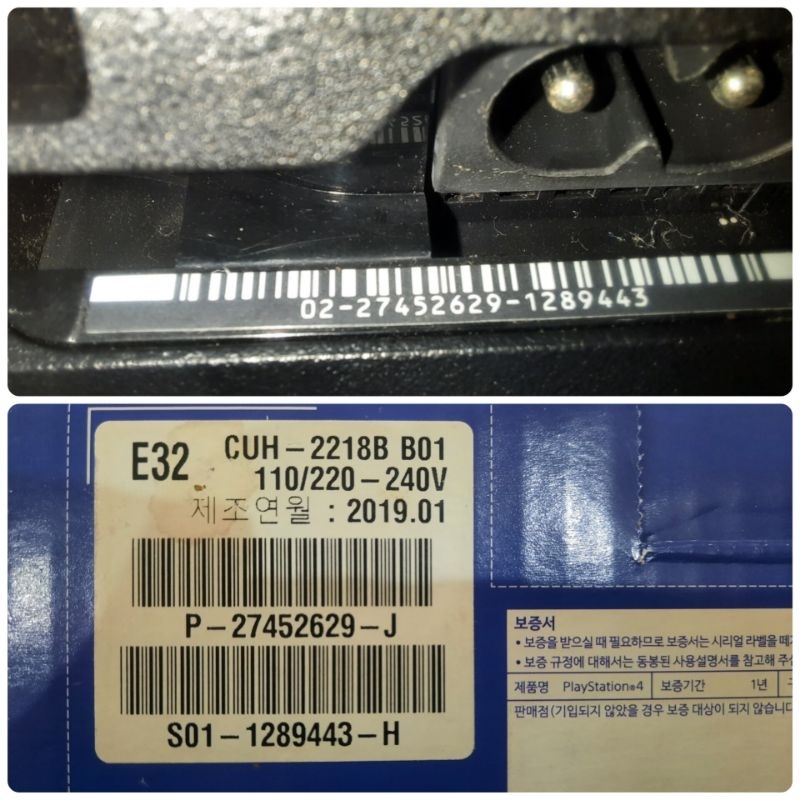 02-27452629-1289443
E32
CUH-2218B B01
110/220-240V
제조연월 : 2019.01
P-27452629-J
S01-1289443-H
보증서
• 보증을 받으실 때 필요하므로 보증서는 시리얼 라벨을
• 보증 규정에 대해서는 동봉된 사용설명서를 참고해
제품명 PlayStation®4 보증기간 1년
판매점(기입되지 않았을 경우 보증 대상이 되지 않습니다